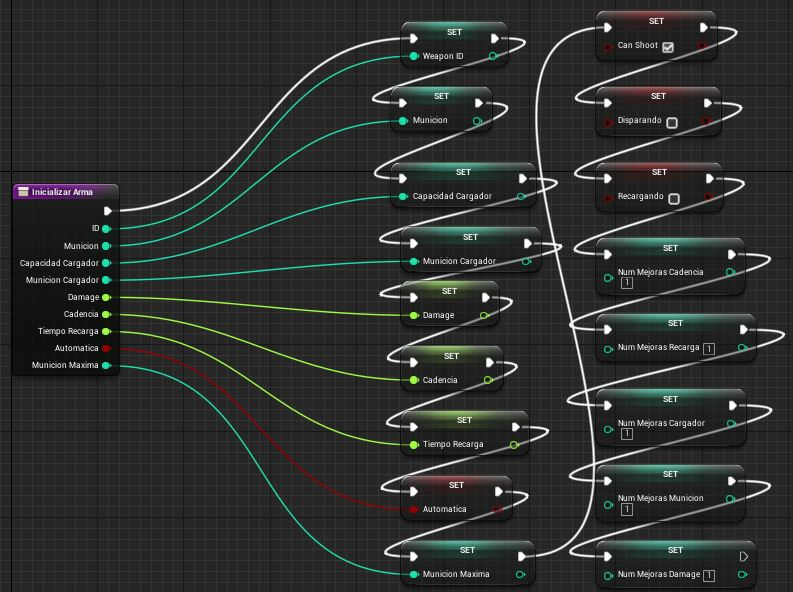 Inicializar Arma
ID
Municion
Capacidad Cargador
Municion Cargador
Damage
Cadencia
Tiempo Recarga
Automatica
Municion Maxima
SET
Weapon ID
SET
Municion
SET
Capacidad Cargador
SET
Municion Cargador
SET
Damage
SET
Cadencia
SET
Tiempo Recarga
SET
Automatica
SET
Municion Maxima
SET
Can Shoot
SET
Disparando
SET
Recargando
SET
Num Mejoras Cadencia
1
SET
Num Mejoras Recarga 1
SET
Num Mejoras Cargador
1
SET
Num Mejoras Municion
1
SET
Num Mejoras Damage 1